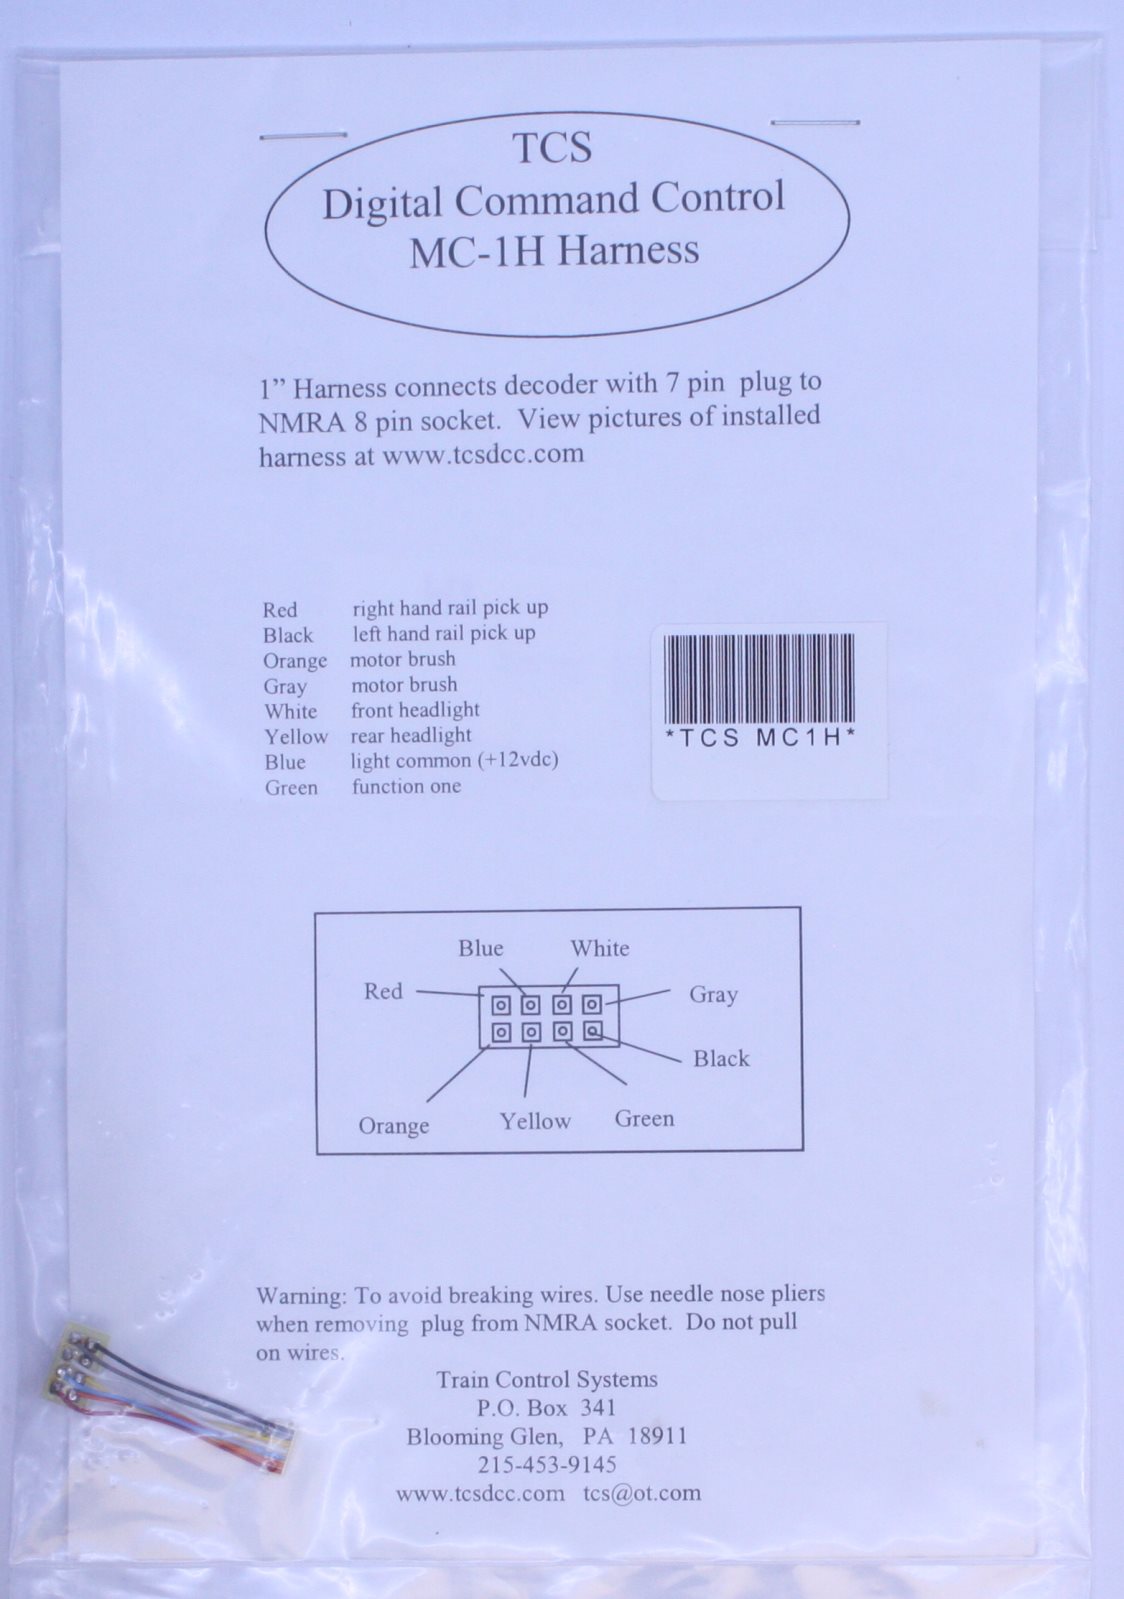 TCS
Digital Command Control
MC-1H Harness
1” Harness connects decoder with 7 pin plug to
NMRA 8 pin socket. View pictures of installed
harness at www.tcsdcc.com
Red right hand rail pick up
Black left hand rail pick up
Orange motor brush
Gray motor brush
White front headlight
Yellow rear headlight
Blue light common (+12vdc)
Green function one
*TCS MC1H*
Blue White
Red
Gray
Black
Orange Yellow Green
Warning: To avoid breaking wires. Use needle nose pliers
when removing plug from NMRA socket. Do not pull
on wires.
Train Control Systems
P.O. Box 341
Blooming Glen, PA 18911
215-453-9145
www.tcsdcc.com tcs@ot.com